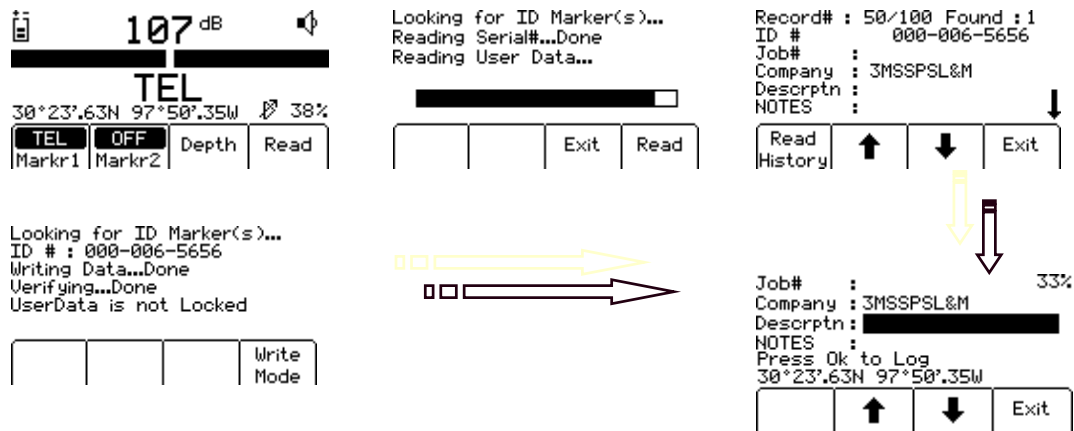 107 dB
TEL
30°23'.63N 97°50'.35W 38%
TEL OFF Depth Read
Markr1 Markr2
Looking for ID Marker(s)...
Reading Serial#...Done
Reading User Data...
Exit Read
Record# : 50/100 Found :1
ID # 000-006-5656
Job# :
Company : 3MSSPSL&M
Descrptn :
NOTES :
Read History Exit
Looking for ID Marker(s)...
ID # : 000-006-5656
Writing Data...Done
Verifying...Done
UserData is not Locked
Write
Mode
Job# : 33%
Company : 3MSSPSL&M
Descrptn :
NOTES :
Press Ok to Log
30°23'.63N 97°50'.35W
Exit